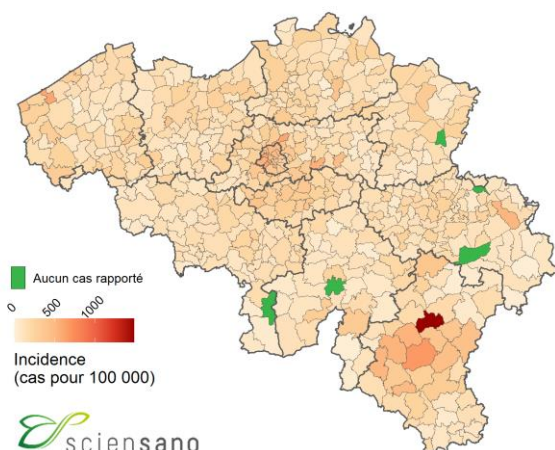 Aucun cas rapporté
0 500 1000
Incidence
(cas pour 100 000)
sciensano